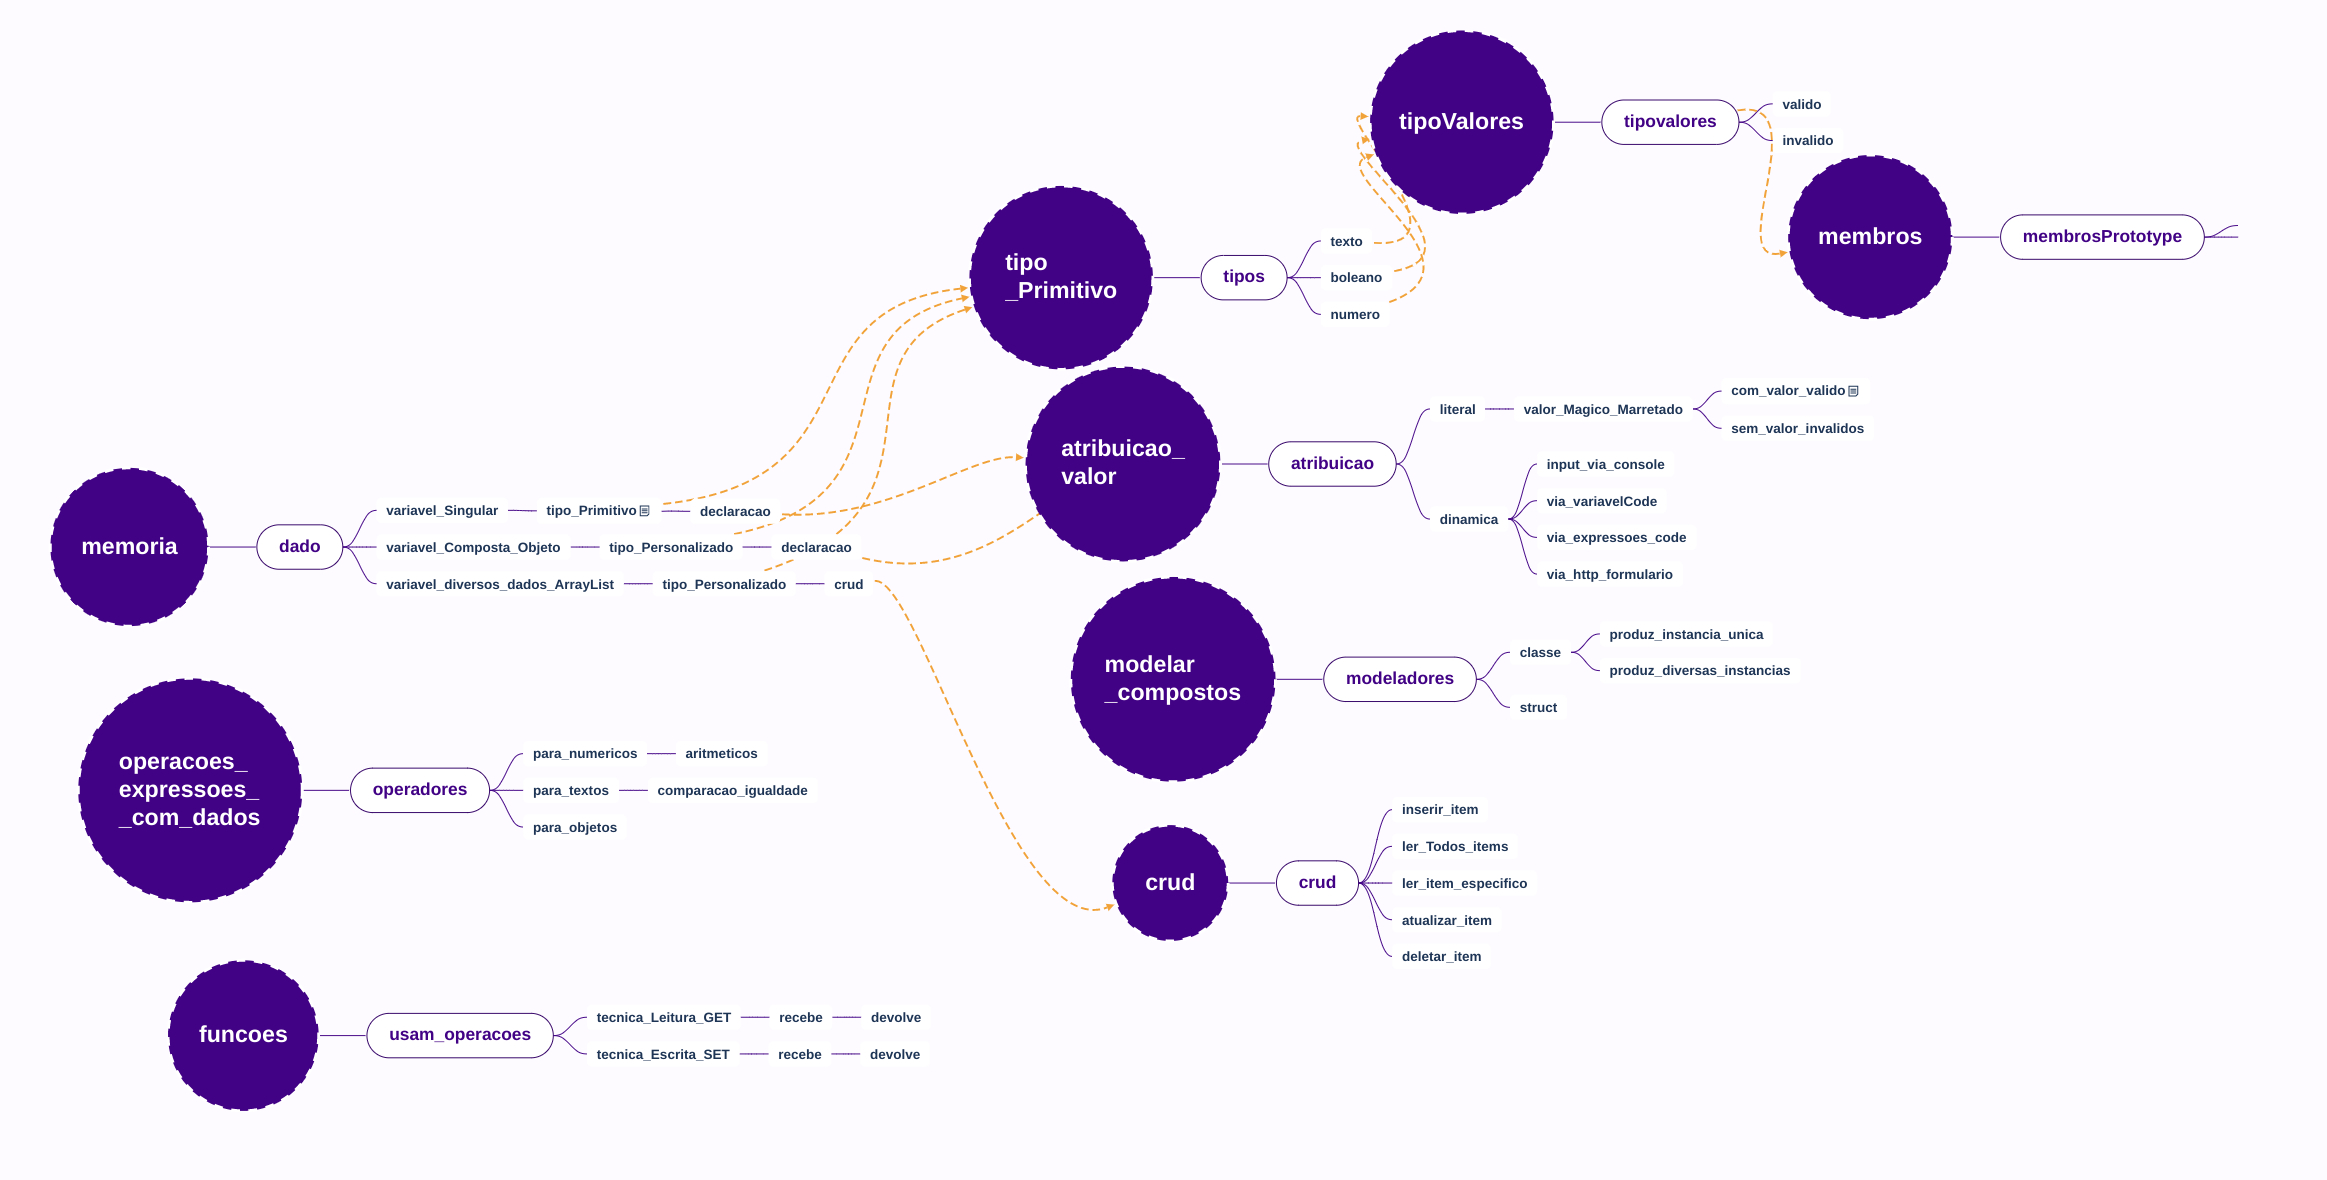 tipoValores
tipovalores
valido
invalido
membros
membrosPrototype
tipo
_Primitivo
tipos
texto
boleano
numero
atribuicao_
valor
atribuicao
literal
valor_Magico_Marretado
com_valor_valido
sem_valor_invalidos
dinamica
input_via_console
via_variavelCode
via_expressoes_code
via_http_formulario
memoria
dado
variavel_Singular
tipo_Primitivo
declaracao
variavel_Composta_Objeto
tipo_Personalizado
declaracao
variavel_diversos_dados_ArrayList
tipo_Personalizado
crud
modelar
_compostos
modeladores
classe
produz_instancia_unica
produz_diversas_instancias
struct
operacoes_
expressoes_
_com_dados
operadores
para_numericos
aritmeticos
para_textos
comparacao_igualdade
para_objetos
crud
crud
inserir_item
ler_Todos_items
ler_item_especifico
atualizar_item
deletar_item
funcoes
usam_operacoes
tecnica_Leitura_GET
recebe
devolve
tecnica_Escrita_SET
recebe
devolve